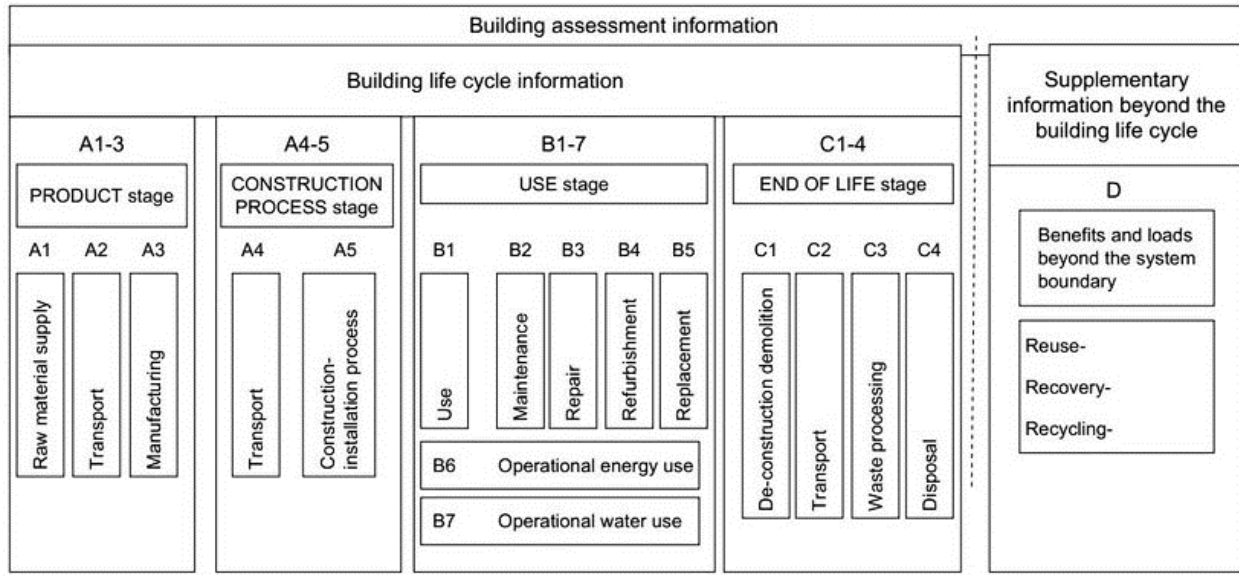 Building assessment information
Building life cycle information
Supplementary
information beyond the
building life cycle
A1-3
A4-5
B1-7
C1-4
D
PRODUCT stage
CONSTRUCTION
PROCESS stage
USE stage
END OF LIFE stage
Benefits and loads
beyond the system
boundary
A1
A2
A3
A4
A5
B1
B2
B3
B4
B5
C1
C2
C3
C4
Raw material supply
Transport
Manufacturing
Transport
Construction-
installation process
Use
Maintenance
Repair
Refurbishment
Replacement
De-construction demolition
Transport
Waste processing
Disposal
B6 Operational energy use
B7 Operational water use
Reuse-
Recovery-
Recycling-